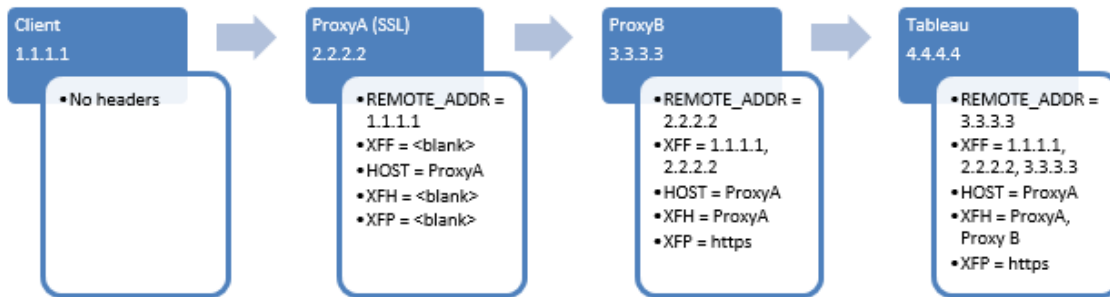 Client
1.1.1.1
• No headers
ProxyA (SSL)
2.2.2.2
• REMOTE_ADDR =
1.1.1.1
• XFF = <blank>
• HOST = ProxyA
• XFH = <blank>
• XFP = <blank>
ProxyB
3.3.3.3
• REMOTE_ADDR =
2.2.2.2
• XFF = 1.1.1.1,
2.2.2.2
• HOST = ProxyA
• XFH = ProxyA
• XFP = https
Tableau
4.4.4.4
• REMOTE_ADDR =
3.3.3.3
• XFF = 1.1.1.1,
2.2.2.2, 3.3.3.3
• HOST = ProxyA
• XFH = ProxyA,
Proxy B
• XFP = https